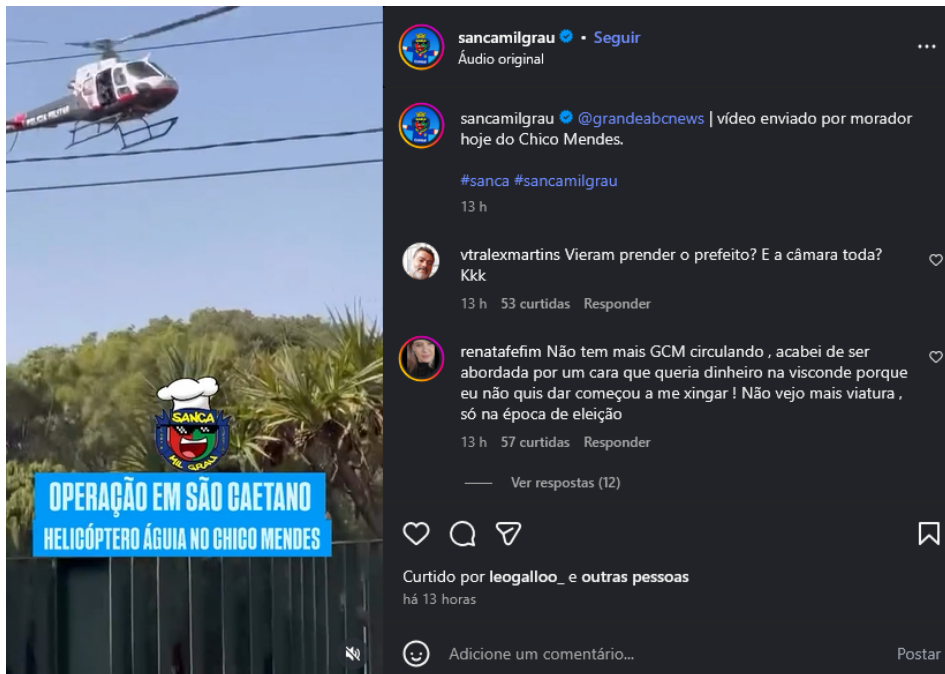 sancamilgrau • Seguir
Áudio original
sancamilgrau @grandeabcnews | vídeo enviado por morador
hoje do Chico Mendes.
#sanca #sancamilgrau
13 h
vtralexmartins Vieram prender o prefeito? E a câmara toda?
Kkk
13 h 53 curtidas Responder
renatafefim Não tem mais GCM circulando , acabei de ser
abordada por um cara que queria dinheiro na visconde porque
eu não quis dar começou a me xingar ! Não vejo mais viatura ,
só na época de eleição
13 h 57 curtidas Responder
Ver respostas (12)
Curtido por leogalloo_ e outras pessoas
há 13 horas
Adicione um comentário...
Postar
POLICIA MILITAR
SANCA
MIL GRAU
OPERAÇÃO EM SÃO CAETANO
HELICÓPTERO ÁGUIA NO CHICO MENDES